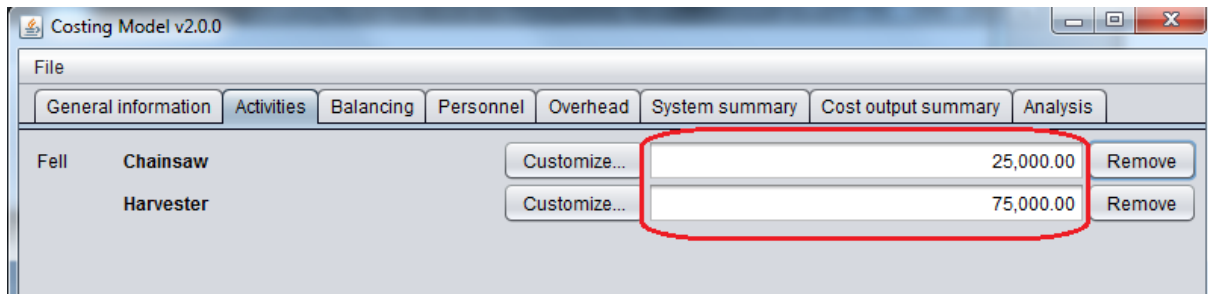 Costing Model v2.0.0
File
General information Activities Balancing Personnel Overhead System summary Cost output summary Analysis
Fell Chainsaw Customize... 25,000.00 Remove
Harvester Customize... 75,000.00 Remove